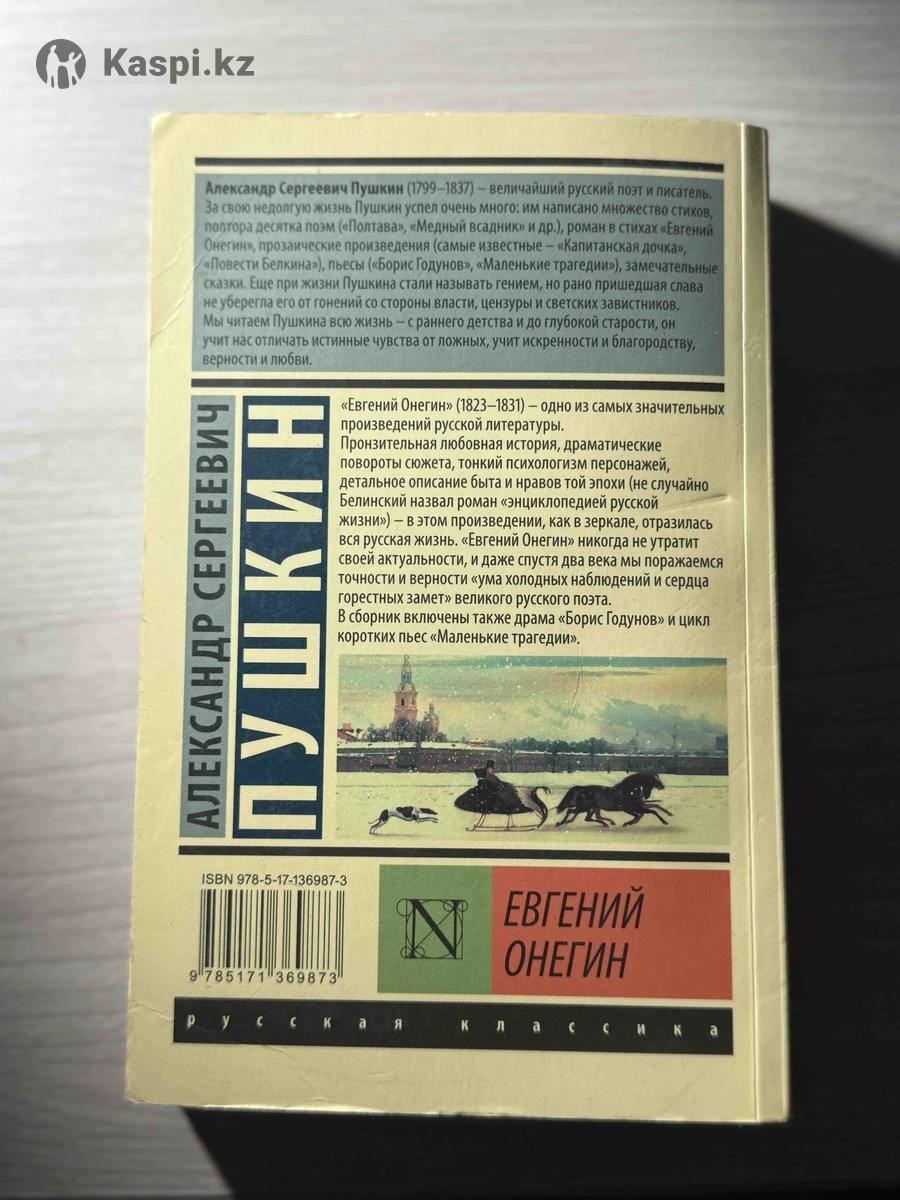 Kaspi.kz
Александр Сергеевич Пушкин (1799–1837) – величайший русский поэт и писатель.
За свою недолгую жизнь Пушкин успел очень много: им написано множество стихов,
полтора десятка поэм («Полтава», «Медный всадник» и др.), роман в стихах «Евгений
Онегин», прозаические произведения (самые известные – «Капитанская дочка»,
«Повести Белкина»), пьесы («Борис Годунов», «Маленькие трагедии»), замечательные
сказки. Еще при жизни Пушкина стали называть гением, но рано пришедшая слава
не уберегла его от гонений со стороны власти, цензуры и светских завистников.
Мы читаем Пушкина всю жизнь – с раннего детства и до глубокой старости, он
учит нас отличать истинные чувства от ложных, учит искренности и благородству,
верности и любви.
АЛЕКСАНДР СЕРГЕЕВИЧ
ПУШКИН
«Евгений Онегин» (1823–1831) – одно из самых значительных
произведений русской литературы.
Пронзительная любовная история, драматические
повороты сюжета, тонкий психологизм персонажей,
детальное описание быта и нравов той эпохи (не случайно
Белинский назвал роман «энциклопедией русской
жизни») – в этом произведении, как в зеркале, отразилась
вся русская жизнь. «Евгений Онегин» никогда не утратит
своей актуальности, и даже спустя два века мы поражаемся
точности и верности «ума холодных наблюдений и сердца
горестных замет» великого русского поэта.
В сборник включены также драма «Борис Годунов» и цикл
коротких пьес «Маленькие трагедии».
ISBN 978-5-17-136987-3
9 785171 369873
N
ЕВГЕНИЙ
ОНЕГИН
русская классика